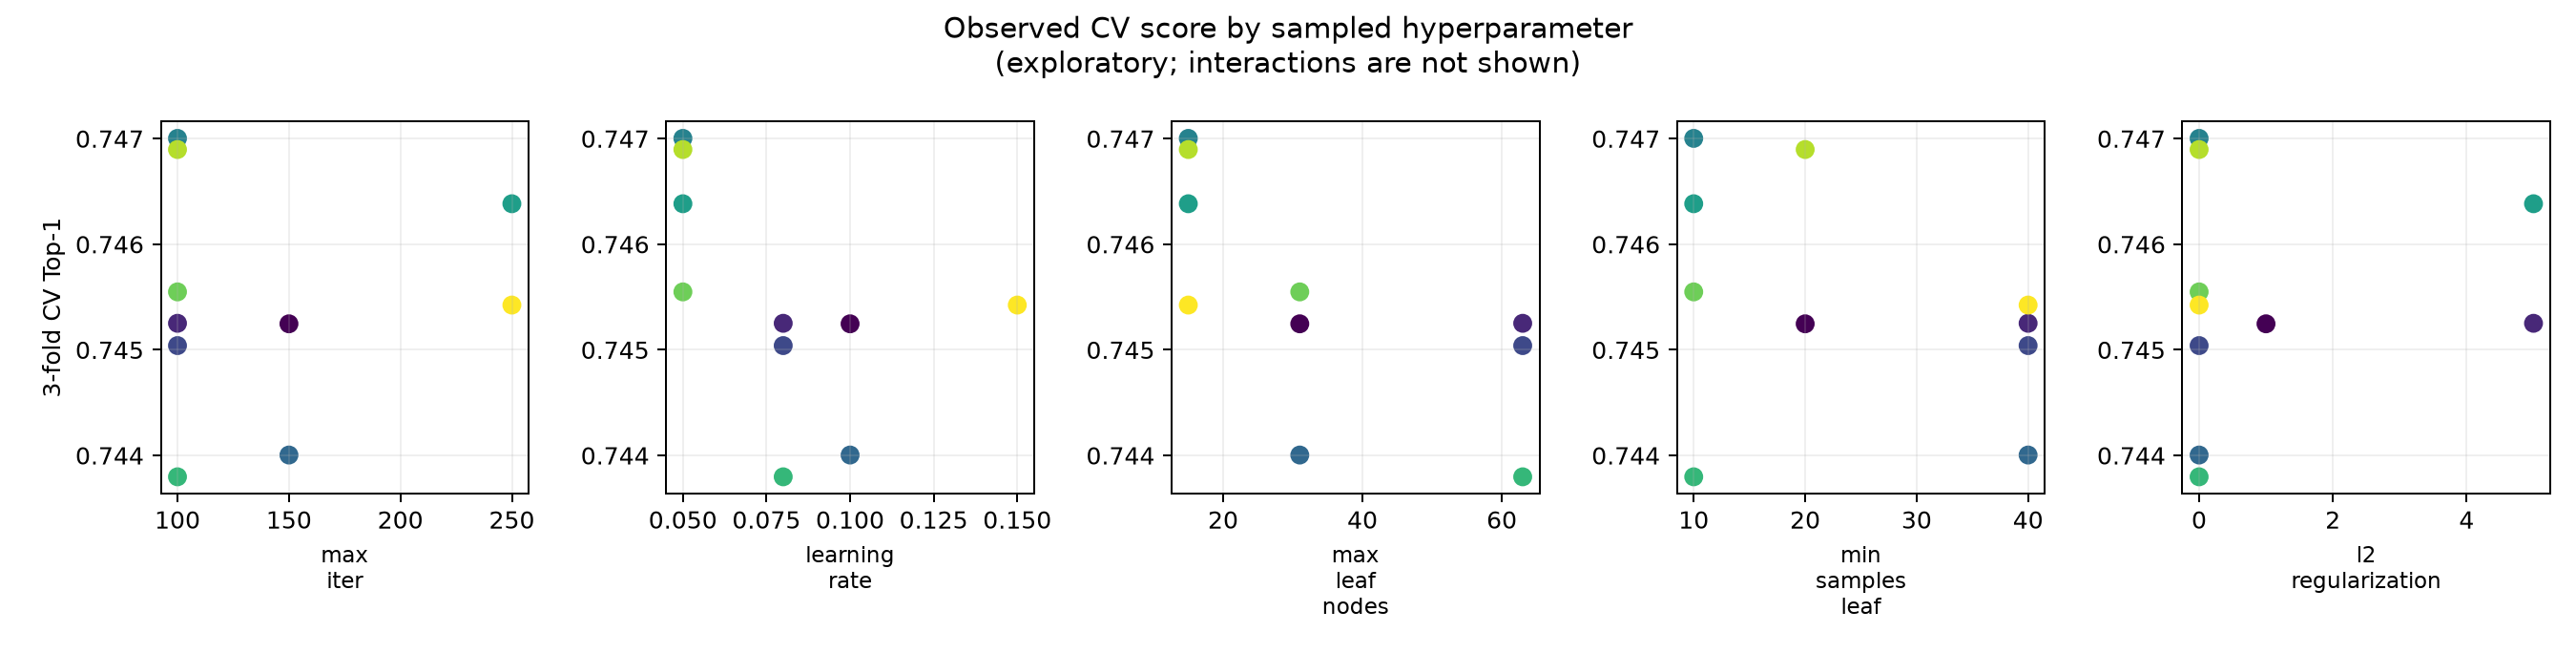 Observed CV score by sampled hyperparameter
(exploratory; interactions are not shown)
3-fold CV Top-1
0.747
0.746
0.745
0.744
100 150 200 250
max
iter
0.747
0.746
0.745
0.744
0.050 0.075 0.100 0.125 0.150
learning
rate
0.747
0.746
0.745
0.744
20 40 60
max
leaf
nodes
0.747
0.746
0.745
0.744
10 20 30 40
min
samples
leaf
0.747
0.746
0.745
0.744
0 2 4
l2
regularization